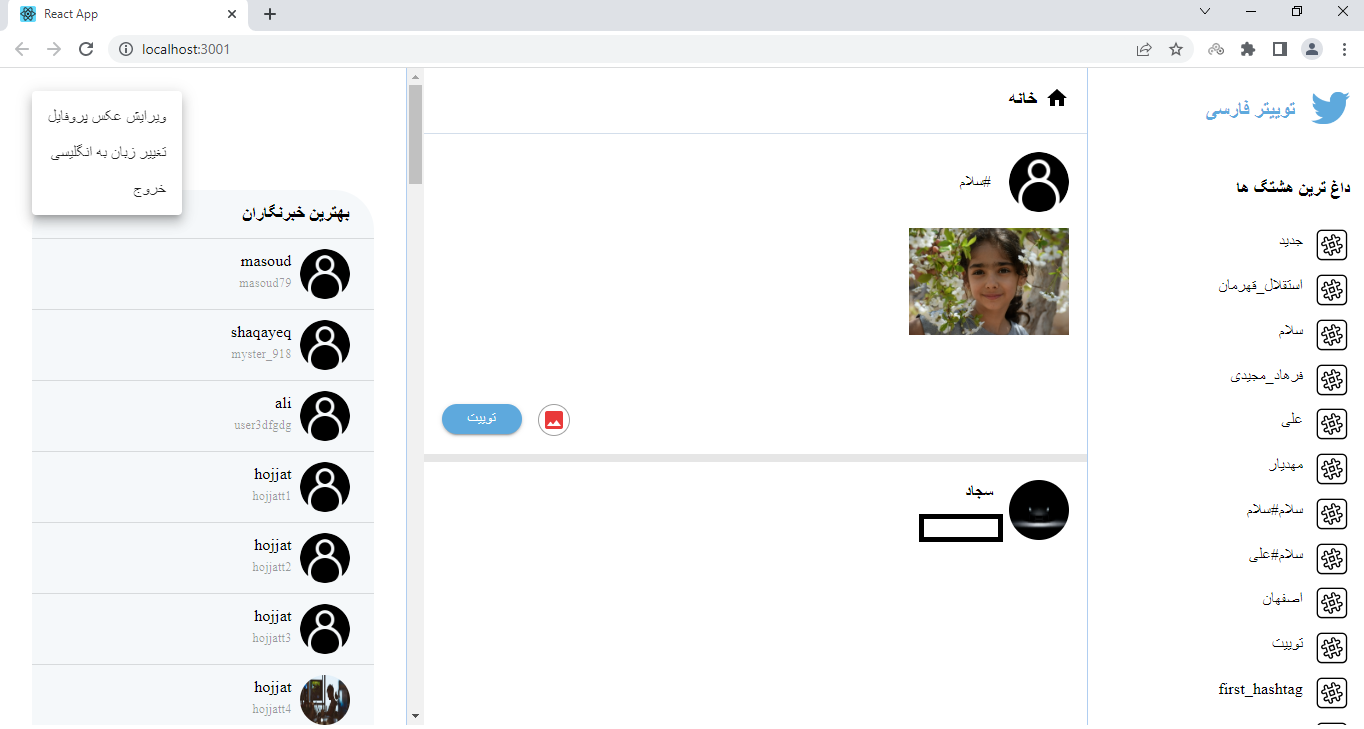 React App
localhost:3001
توییتر فارسی
داغ ترین هشتگ ها
جدید
استقلال_قهرمان
سلام
فرهاد_مجیدی
علی
مهدیار
سلام#سلام
سلام#علی
اصفهان
توییت
first_hashtag
خانه
#سلام
توییت
سجاد
ویرایش عکس پروفایل
تغییر زبان به انگلیسی
خروج
بهترین خبرنگاران
masoud
masoud79
shaqayeq
myster_918
ali
user3dfgdg
hojjat
hojjatt1
hojjat
hojjatt2
hojjat
hojjatt3
hojjat
hojjatt4